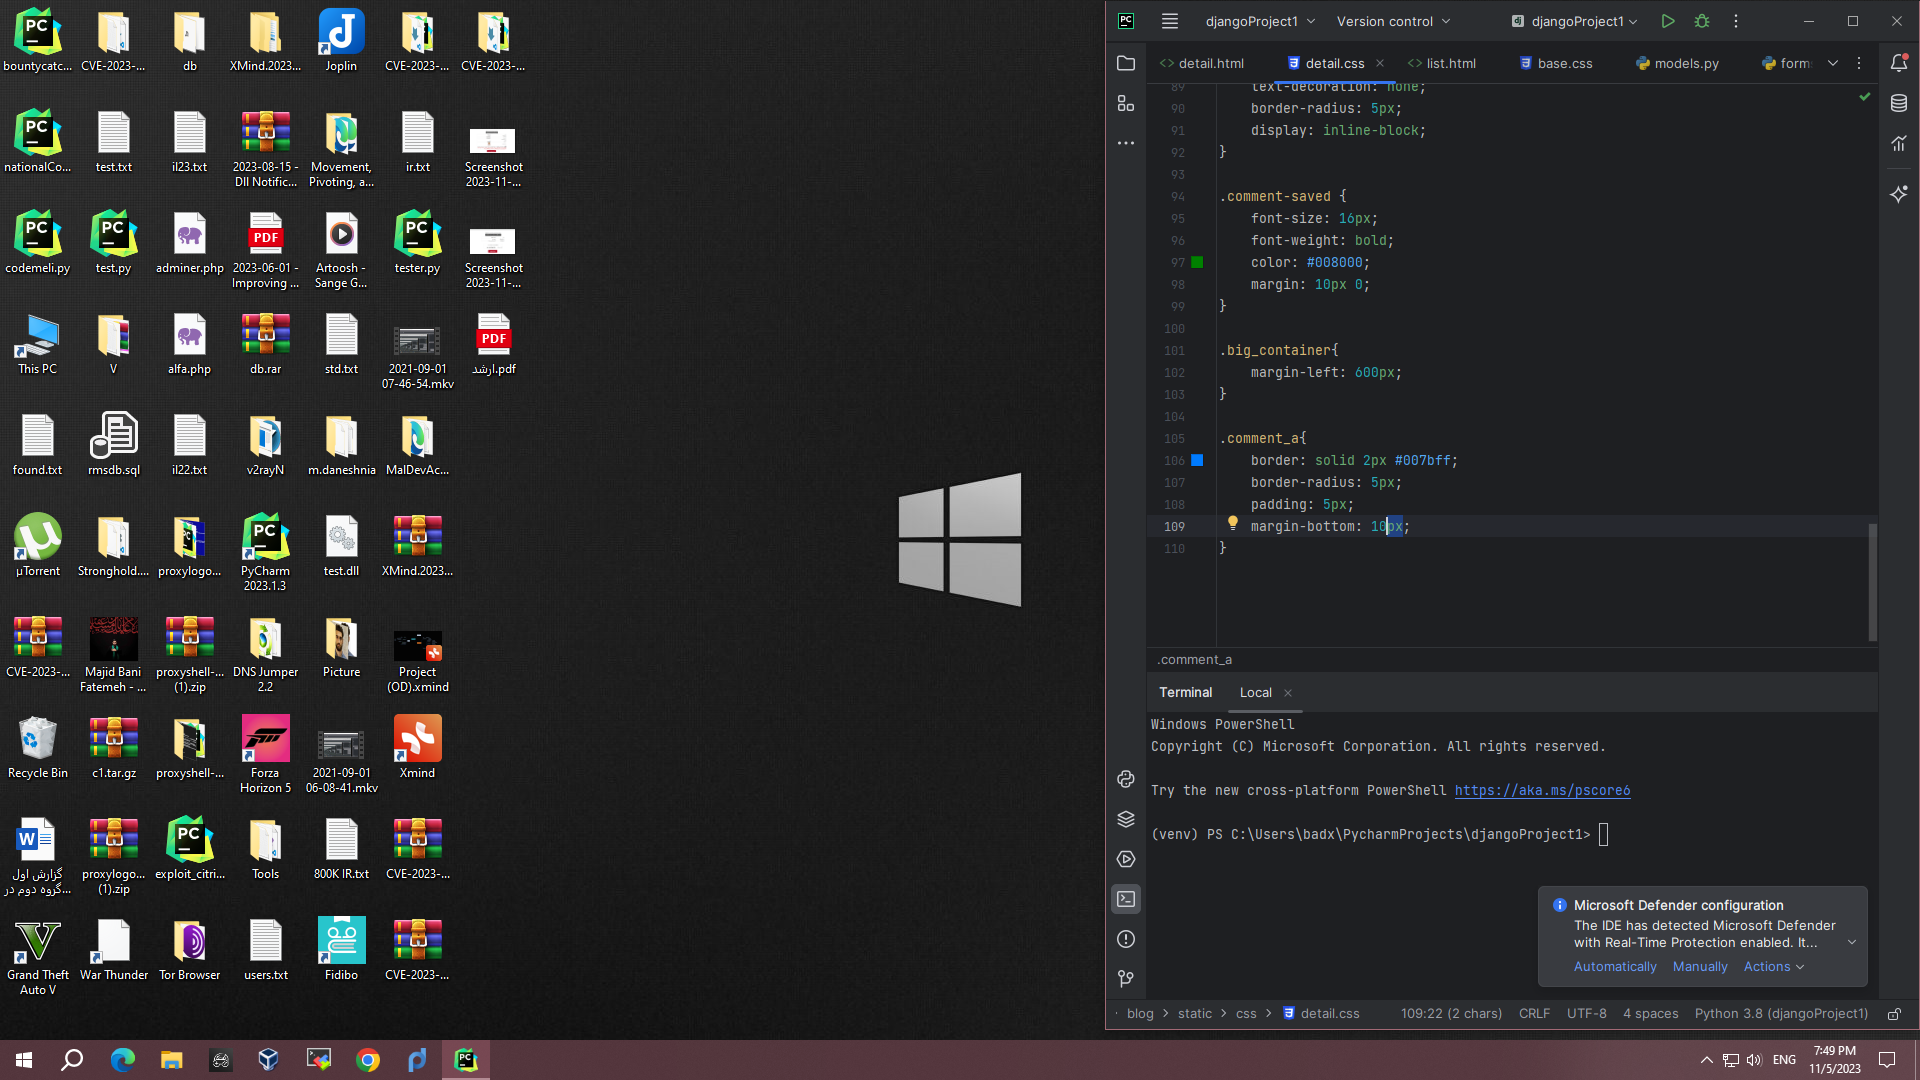 bountycatc...
CVE-2023-...
db
XMind.2023...
Joplin
CVE-2023-...
CVE-2023-...
nationalCo...
test.txt
il23.txt
2023-08-15 -
Dll Notific...
Movement,
Pivoting, a...
ir.txt
Screenshot
2023-11-...
codemeli.py
test.py
adminer.php
2023-06-01 -
Improving ...
Artoosh -
Sange G...
tester.py
Screenshot
2023-11-...
This PC
V
alfa.php
db.rar
std.txt
2021-09-01
07-46-54.mkv
ارشد.pdf
found.txt
rmsdb.sql
il22.txt
v2rayN
m.daneshnia
MalDevAc...
µTorrent
Stronghold....
proxylogo...
PyCharm
2023.1.3
test.dll
XMind.2023...
CVE-2023-...
Majid Bani
Fatemeh - ...
proxyshell-...
(1).zip
DNS Jumper
2.2
Picture
Project
(OD).xmind
Recycle Bin
c1.tar.gz
proxyshell-...
Forza
Horizon 5
2021-09-01
06-08-41.mkv
Xmind
گزارش اول
گروه دوم در...
proxylogo...
(1).zip
exploit_citri...
Tools
800K IR.txt
CVE-2023-...
Grand Theft
Auto V
War Thunder
Tor Browser
users.txt
Fidibo
CVE-2023-...
djangoProject1
Version control
djangoProject1
detail.html
detail.css
list.html
base.css
models.py
form
89 text-decoration: none;
90 border-radius: 5px;
91 display: inline-block;
92 }
93
94 .comment-saved {
95 font-size: 16px;
96 font-weight: bold;
97 color: #008000;
98 margin: 10px 0;
99 }
100
101 .big_container{
102 margin-left: 600px;
103 }
104
105 .comment_a{
106 border: solid 2px #007bff;
107 border-radius: 5px;
108 padding: 5px;
109 margin-bottom: 10px;
110 }
.comment_a
Terminal
Local
Windows PowerShell
Copyright (C) Microsoft Corporation. All rights reserved.
Try the new cross-platform PowerShell https://aka.ms/pscore6
(venv) PS C:\Users\badx\PycharmProjects\djangoProject1>
Microsoft Defender configuration
The IDE has detected Microsoft Defender
with Real-Time Protection enabled. It...
Automatically Manually Actions
blog > static > css > detail.css
109:22 (2 chars)
CRLF
UTF-8
4 spaces
Python 3.8 (djangoProject1)
ENG
7:49 PM
11/5/2023